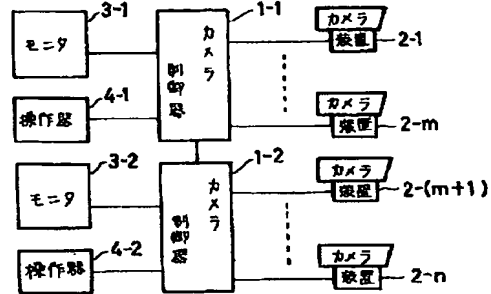 3-1
モニタ
1-1
カメラ
制御器
カメラ
装置
2-1
4-1
操作器
カメラ
装置
2-m
3-2
モニタ
1-2
カメラ
制御器
カメラ
装置
2-(m+1)
4-2
操作器
カメラ
装置
2-n